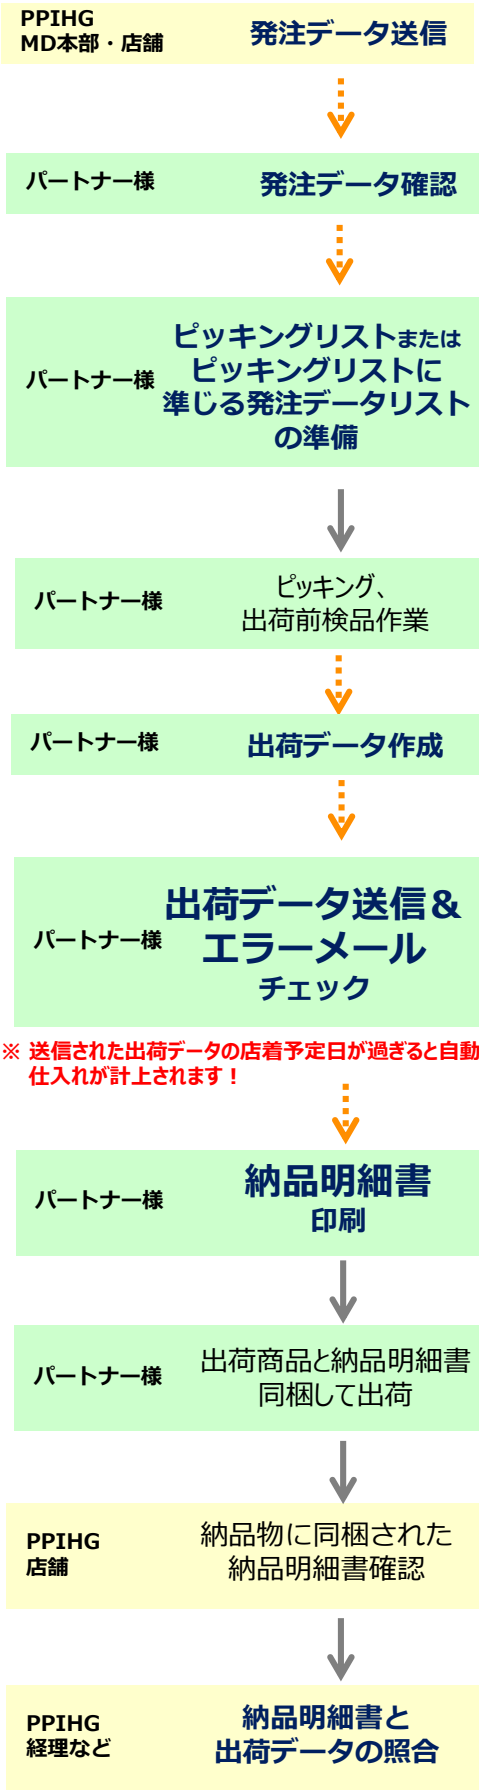 PPIHG
MD本部・店舗
発注データ送信
パートナー様
発注データ確認
パートナー様
ピッキングリストまたは
ピッキングリストに
準じる発注データリスト
の準備
パートナー様
ピッキング、
出荷前検品作業
パートナー様
出荷データ作成
パートナー様
出荷データ送信&
エラーメール
チェック
※ 送信された出荷データの店着予定日が過ぎると自動
仕入れが計上されます!
パートナー様
納品明細書
印刷
パートナー様
出荷商品と納品明細書
同梱して出荷
PPIHG
店舗
納品物に同梱された
納品明細書確認
PPIHG
経理など
納品明細書と
出荷データの照合